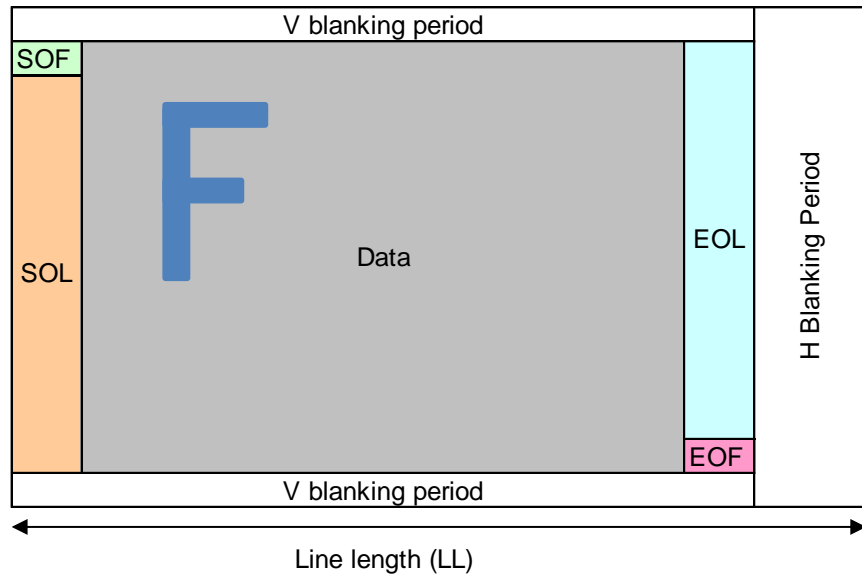 V blanking period
SOF
F
Data
SOL
EOL
H Blanking Period
EOF
V blanking period
Line length (LL)